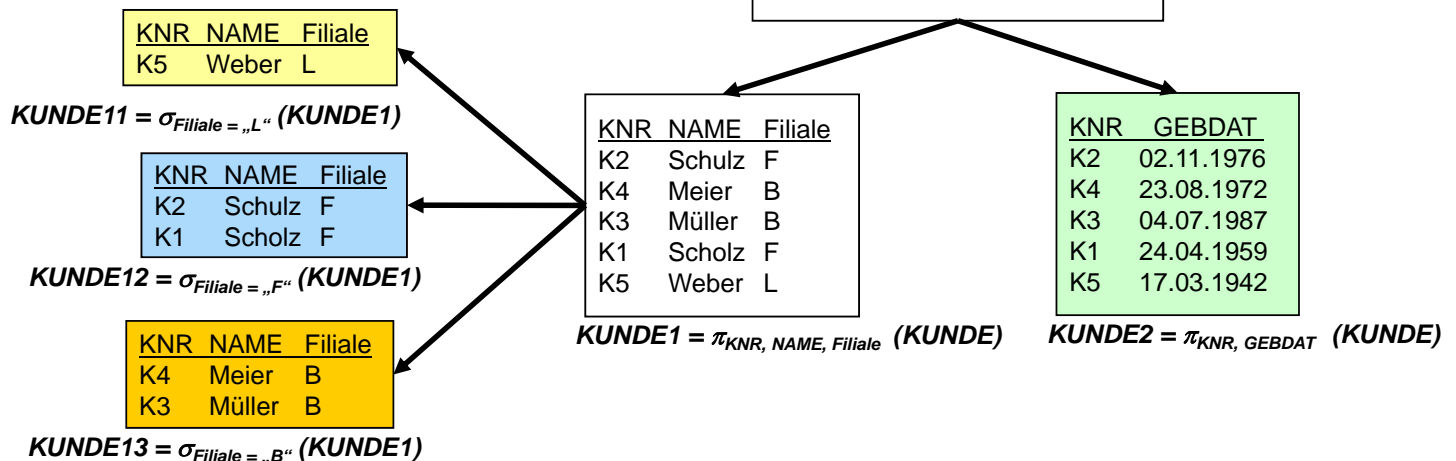 KNR NAME Filiale
K5 Weber L
KUNDE11 = σFiliale = „L“ (KUNDE1)
KNR NAME Filiale
K2 Schulz F
K1 Scholz F
KUNDE12 = σFiliale = „F“ (KUNDE1)
KNR NAME Filiale
K4 Meier B
K3 Müller B
KUNDE13 = σFiliale = „B“ (KUNDE1)
KNR NAME Filiale
K2 Schulz F
K4 Meier B
K3 Müller B
K1 Scholz F
K5 Weber L
KUNDE1 = πKNR, NAME, Filiale (KUNDE)
KNR GEBDAT
K2 02.11.1976
K4 23.08.1972
K3 04.07.1987
K1 24.04.1959
K5 17.03.1942
KUNDE2 = πKNR, GEBDAT (KUNDE)